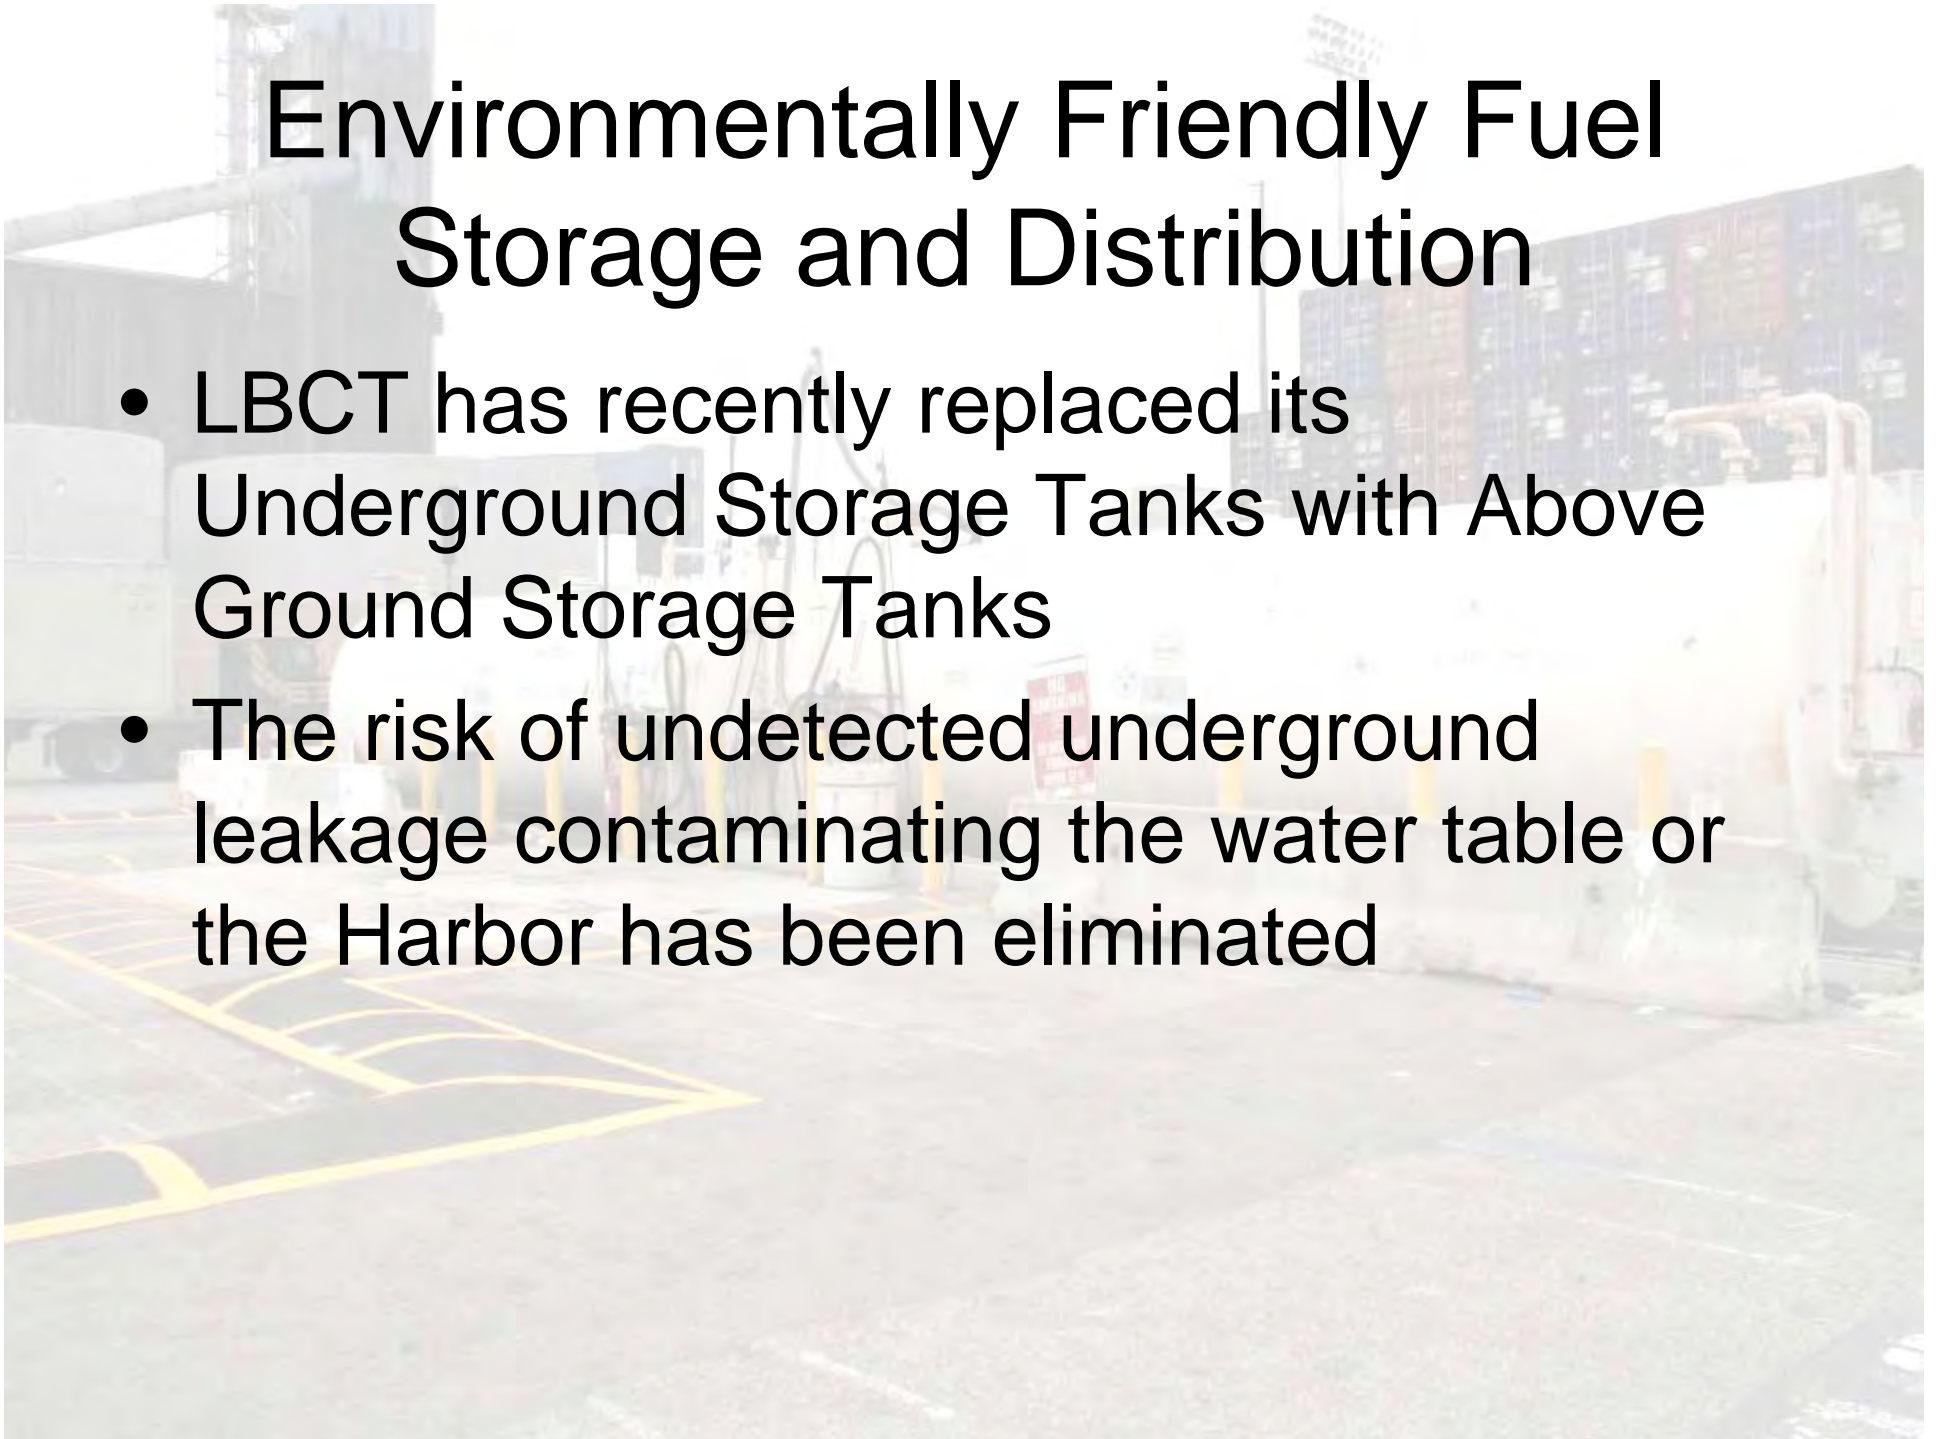 Environmentally Friendly Fuel
Storage and Distribution
• LBCT has recently replaced its
Underground Storage Tanks with Above
Ground Storage Tanks
• The risk of undetected underground
leakage contaminating the water table or
the Harbor has been eliminated